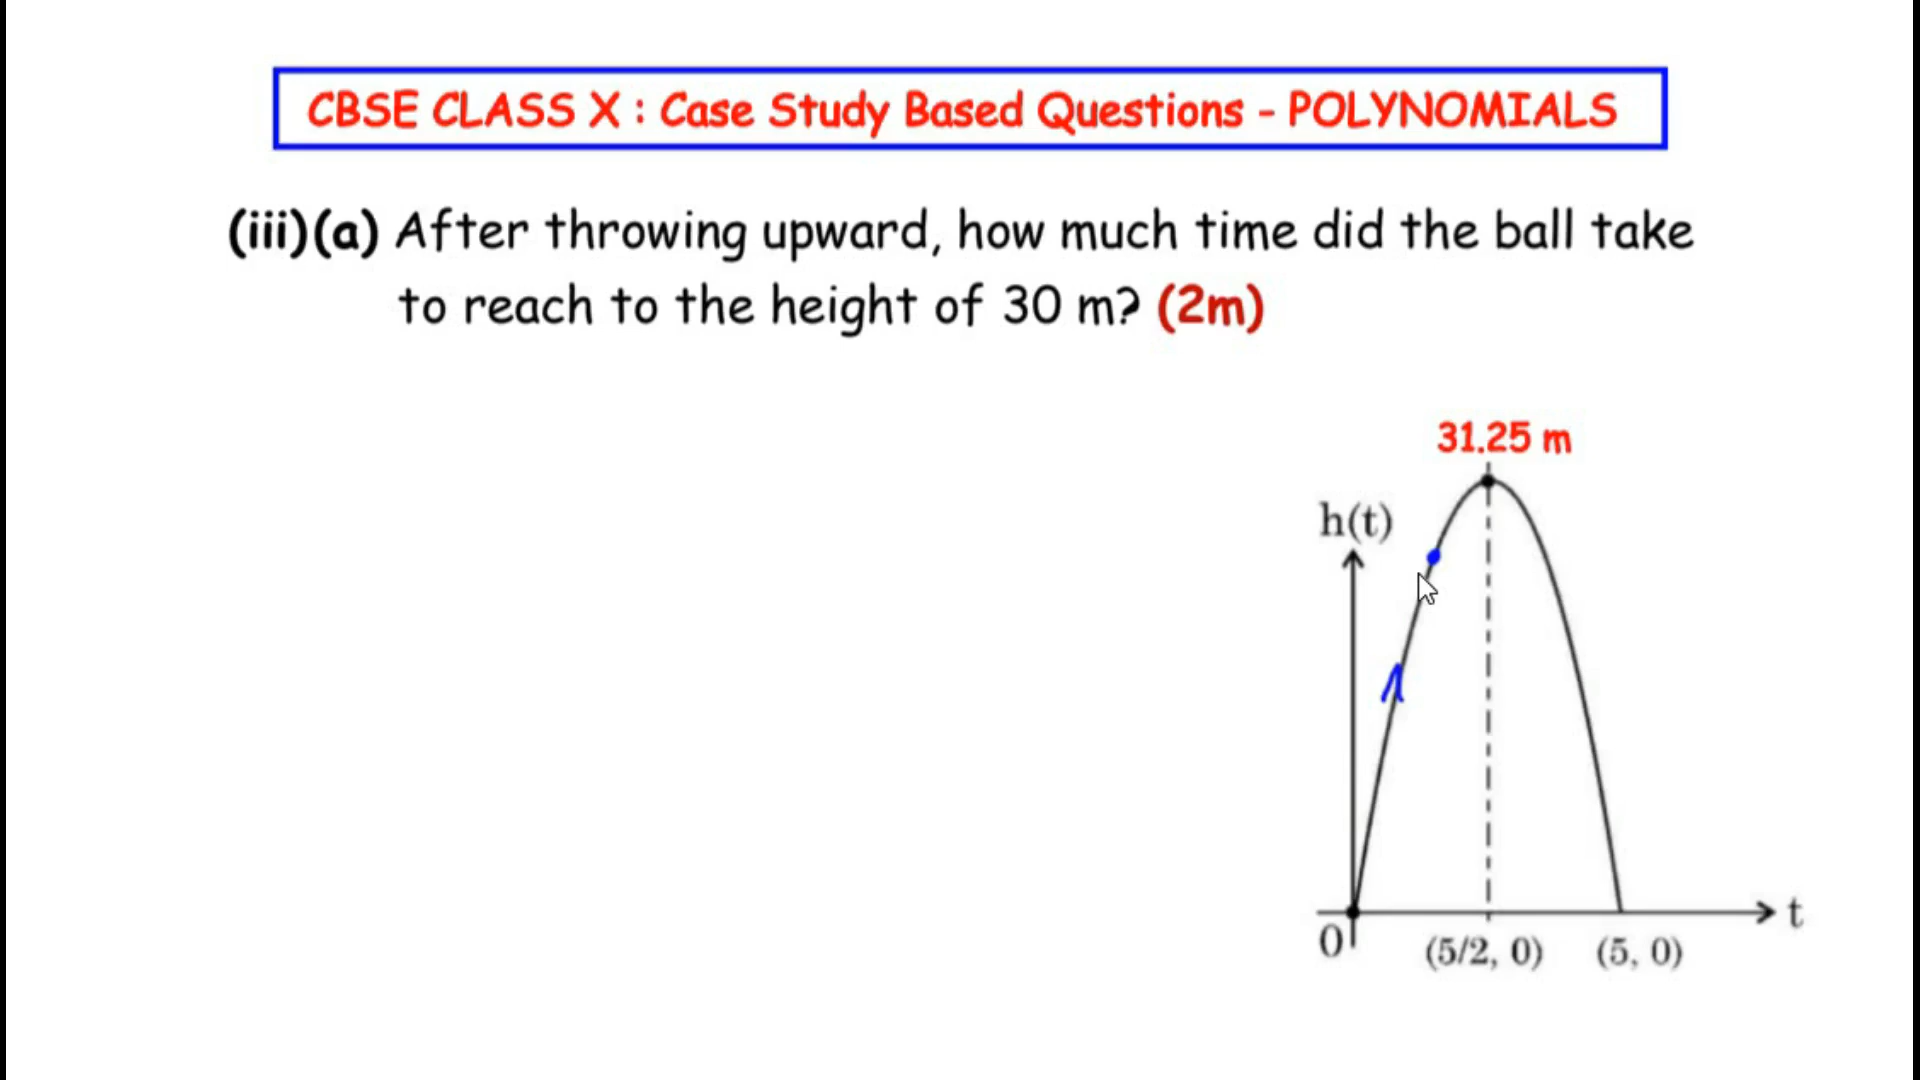 CBSE CLASS X : Case Study Based Questions - POLYNOMIALS
(iii)(a) After throwing upward, how much time did the ball take
to reach to the height of 30 m? (2m)
31.25 m
h(t)
t
0
(5/2, 0)
(5, 0)